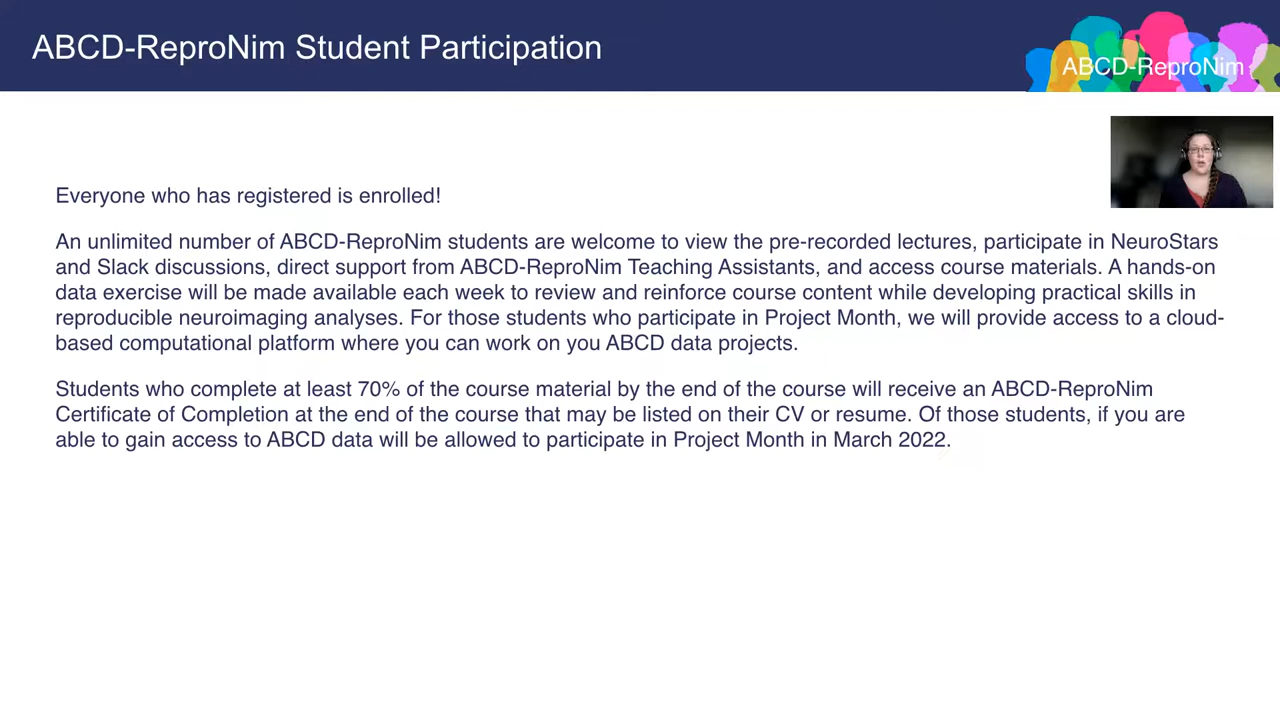 ABCD-ReproNim Student Participation
ABCD-ReproNim
Everyone who has registered is enrolled!
An unlimited number of ABCD-ReproNim students are welcome to view the pre-recorded lectures, participate in NeuroStars
and Slack discussions, direct support from ABCD-ReproNim Teaching Assistants, and access course materials. A hands-on
data exercise will be made available each week to review and reinforce course content while developing practical skills in
reproducible neuroimaging analyses. For those students who participate in Project Month, we will provide access to a cloud-
based computational platform where you can work on you ABCD data projects.
Students who complete at least 70% of the course material by the end of the course will receive an ABCD-ReproNim
Certificate of Completion at the end of the course that may be listed on their CV or resume. Of those students, if you are
able to gain access to ABCD data will be allowed to participate in Project Month in March 2022.